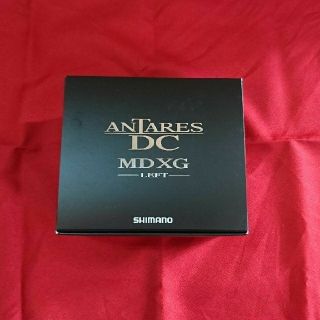 ANTARES
DC
MD XG
LEFT
SHIMANO